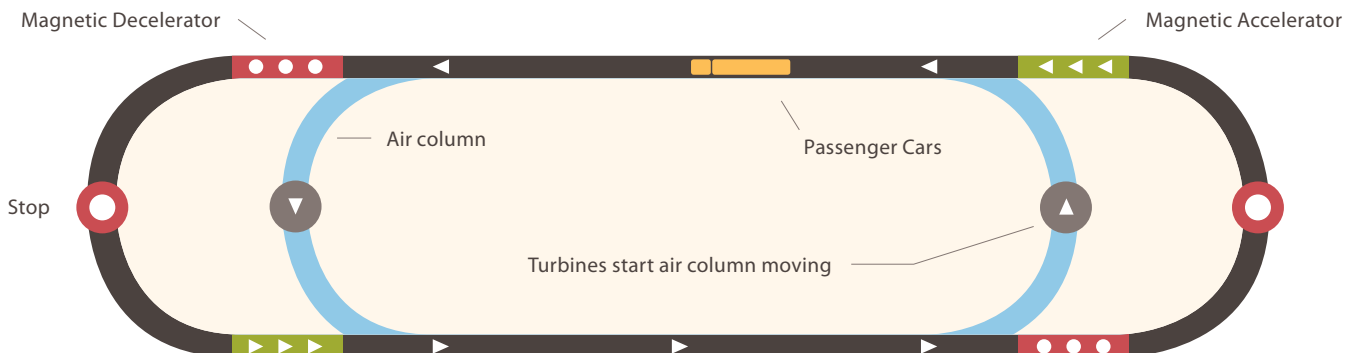 Magnetic Decelerator
Magnetic Accelerator
Air column
Passenger Cars
Stop
Turbines start air column moving